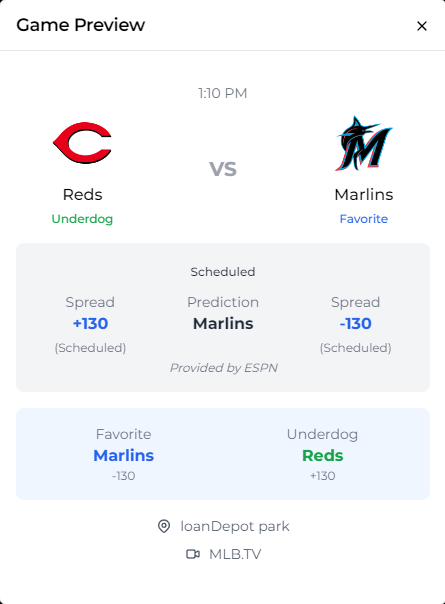 Game Preview
1:10 PM
VS
Reds
Marlins
Underdog
Favorite
Scheduled
Spread
Prediction
Spread
+130
Marlins
-130
(Scheduled)
(Scheduled)
Provided by ESPN
Favorite
Underdog
Marlins
Reds
-130
+130
loanDepot park
MLB.TV